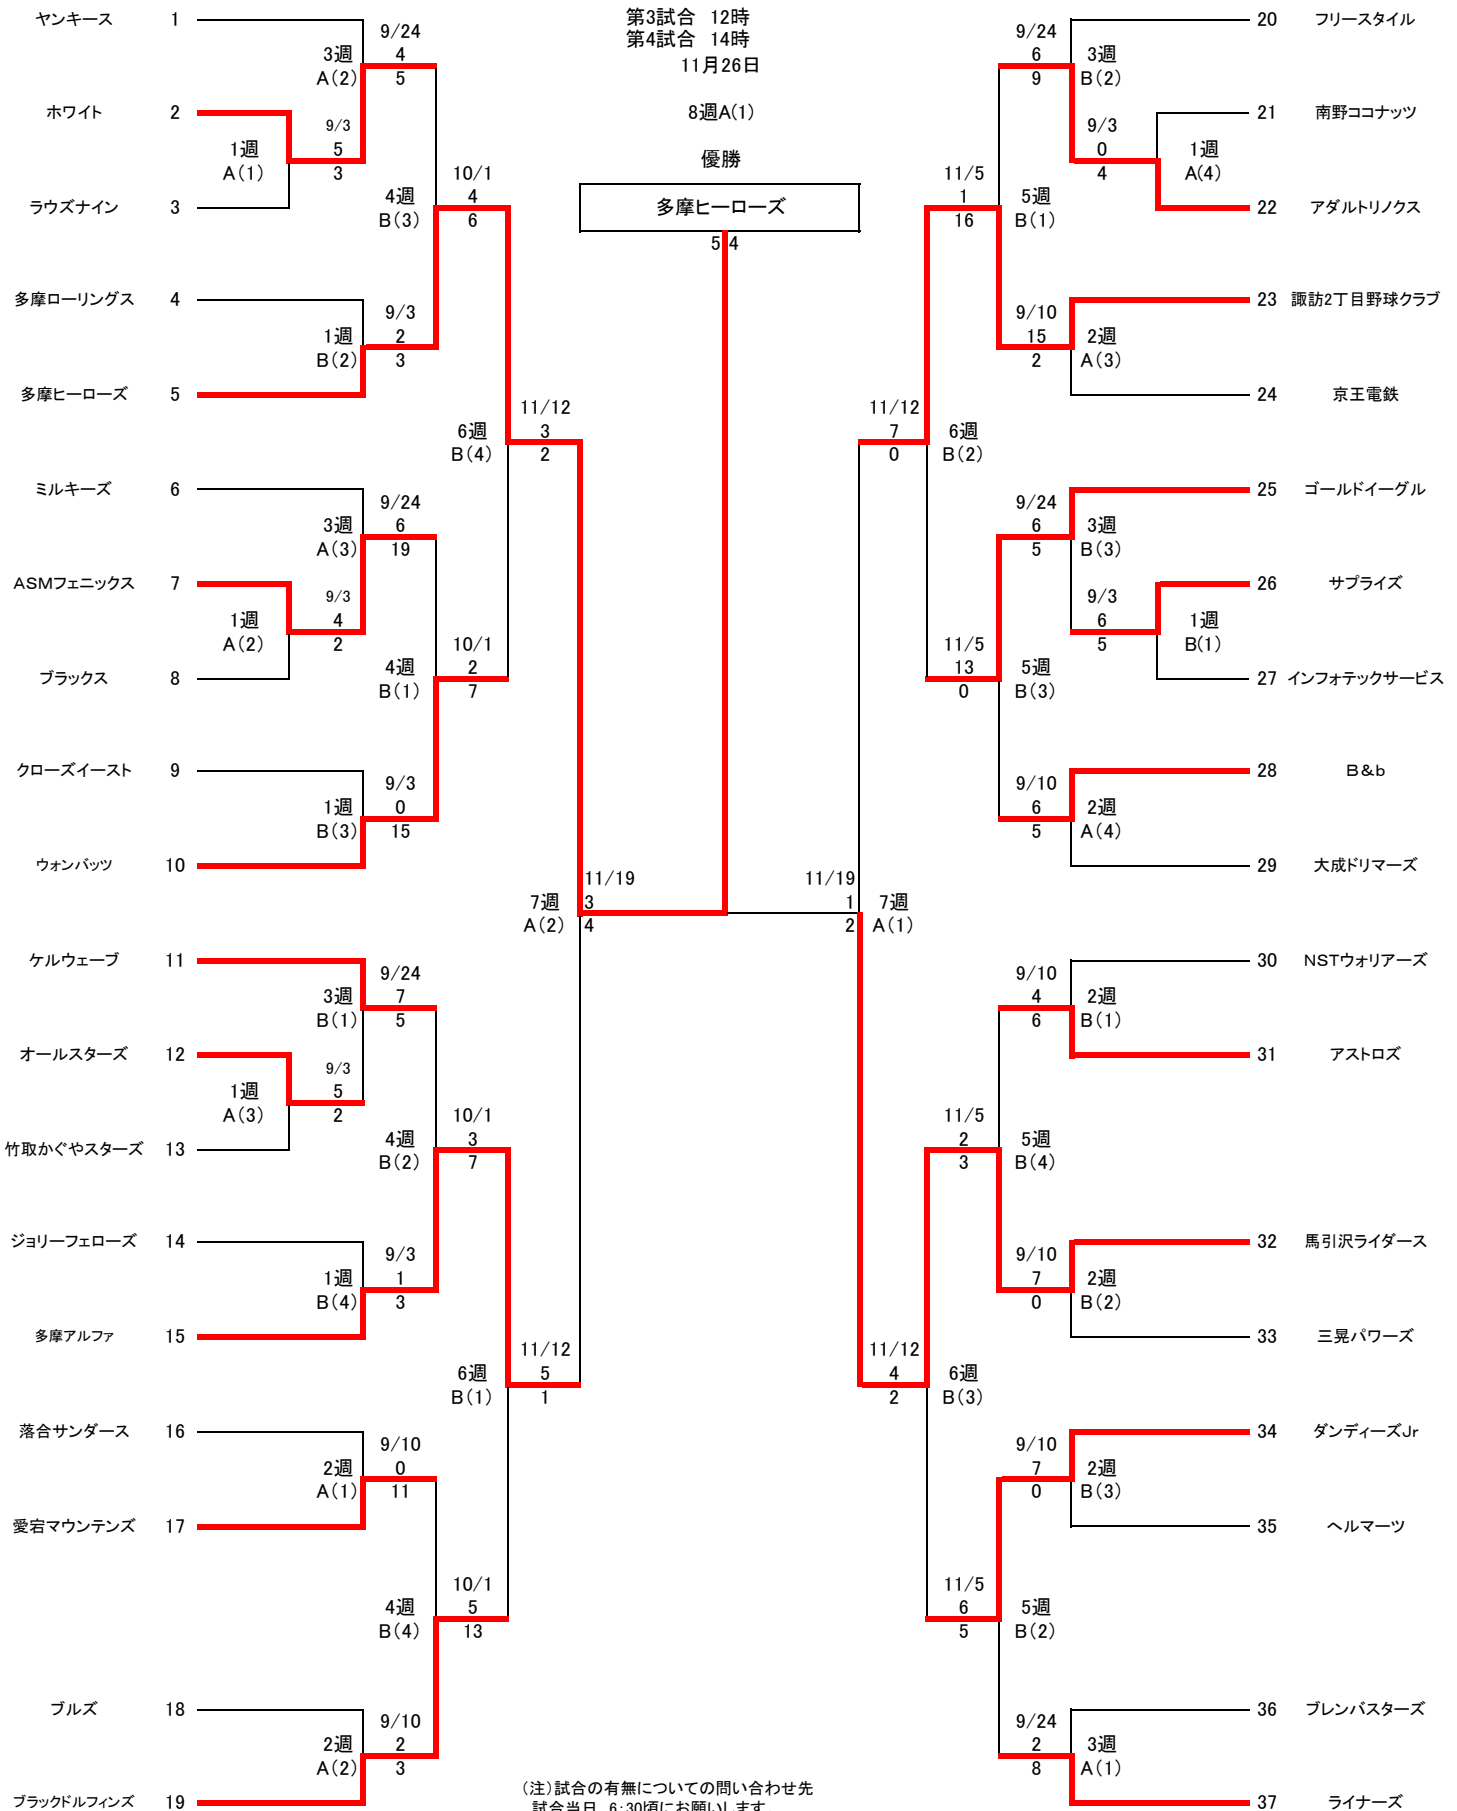 第3試合 12時
第4試合 14時
11月26日
8週A(1)
優勝
多摩ヒーローズ
5 4
ヤンキース 1
9/24
4
3週
A(2)
5
ホワイト 2
9/3
5
1週
A(1)
3
ラウズナイン 3
10/1
4
4週
B(3)
6
多摩ローリングス 4
9/3
2
1週
B(2)
3
多摩ヒーローズ 5
11/12
3
6週
B(4)
2
ミルキーズ 6
9/24
6
3週
A(3)
19
ASMフェニックス 7
9/3
4
1週
A(2)
2
ブラックス 8
10/1
2
4週
B(1)
7
クローズイースト 9
9/3
0
1週
B(3)
15
ウォンバッツ 10
11/19
3
7週
A(2)
4
ケルウェーブ 11
9/24
7
3週
B(1)
5
オールスターズ 12
9/3
5
1週
A(3)
2
竹取かぐやスターズ 13
10/1
3
4週
B(2)
7
ジョリーフェローズ 14
9/3
1
1週
B(4)
3
多摩アルファ 15
11/12
5
6週
B(1)
1
落合サンダース 16
9/10
0
2週
A(1)
11
愛宕マウンテンズ 17
10/1
5
4週
B(4)
13
ブルズ 18
9/10
2
2週
A(2)
3
ブラックドルフィンズ 19
20 フリースタイル
9/24
6
3週
B(2)
9
21 南野ココナッツ
9/3
0
1週
A(4)
4
22 アダルトリノクス
11/5
1
5週
B(1)
16
23 諏訪2丁目野球クラブ
9/10
15
2週
A(3)
2
24 京王電鉄
11/12
7
6週
B(2)
0
25 ゴールドイーグル
9/24
6
3週
B(3)
5
26 サプライズ
9/3
6
1週
B(1)
5
27 インフォテックサービス
11/5
13
5週
B(3)
0
28 B&b
9/10
6
2週
A(4)
5
29 大成ドリマーズ
11/19
1
7週
A(1)
2
30 NSTウォリアーズ
9/10
4
2週
B(1)
6
31 アストロズ
11/5
2
5週
B(4)
3
32 馬引沢ライダース
9/10
7
2週
B(2)
0
33 三晃パワーズ
11/12
4
6週
B(3)
2
34 ダンディーズJr
9/10
7
2週
B(3)
0
35 ヘルマーツ
11/5
6
5週
B(2)
5
36 ブレンバスターズ
9/24
2
3週
A(1)
8
37 ライナーズ
(注)試合の有無についての問い合わせ先
試合当日 6:30頃にお願いします。